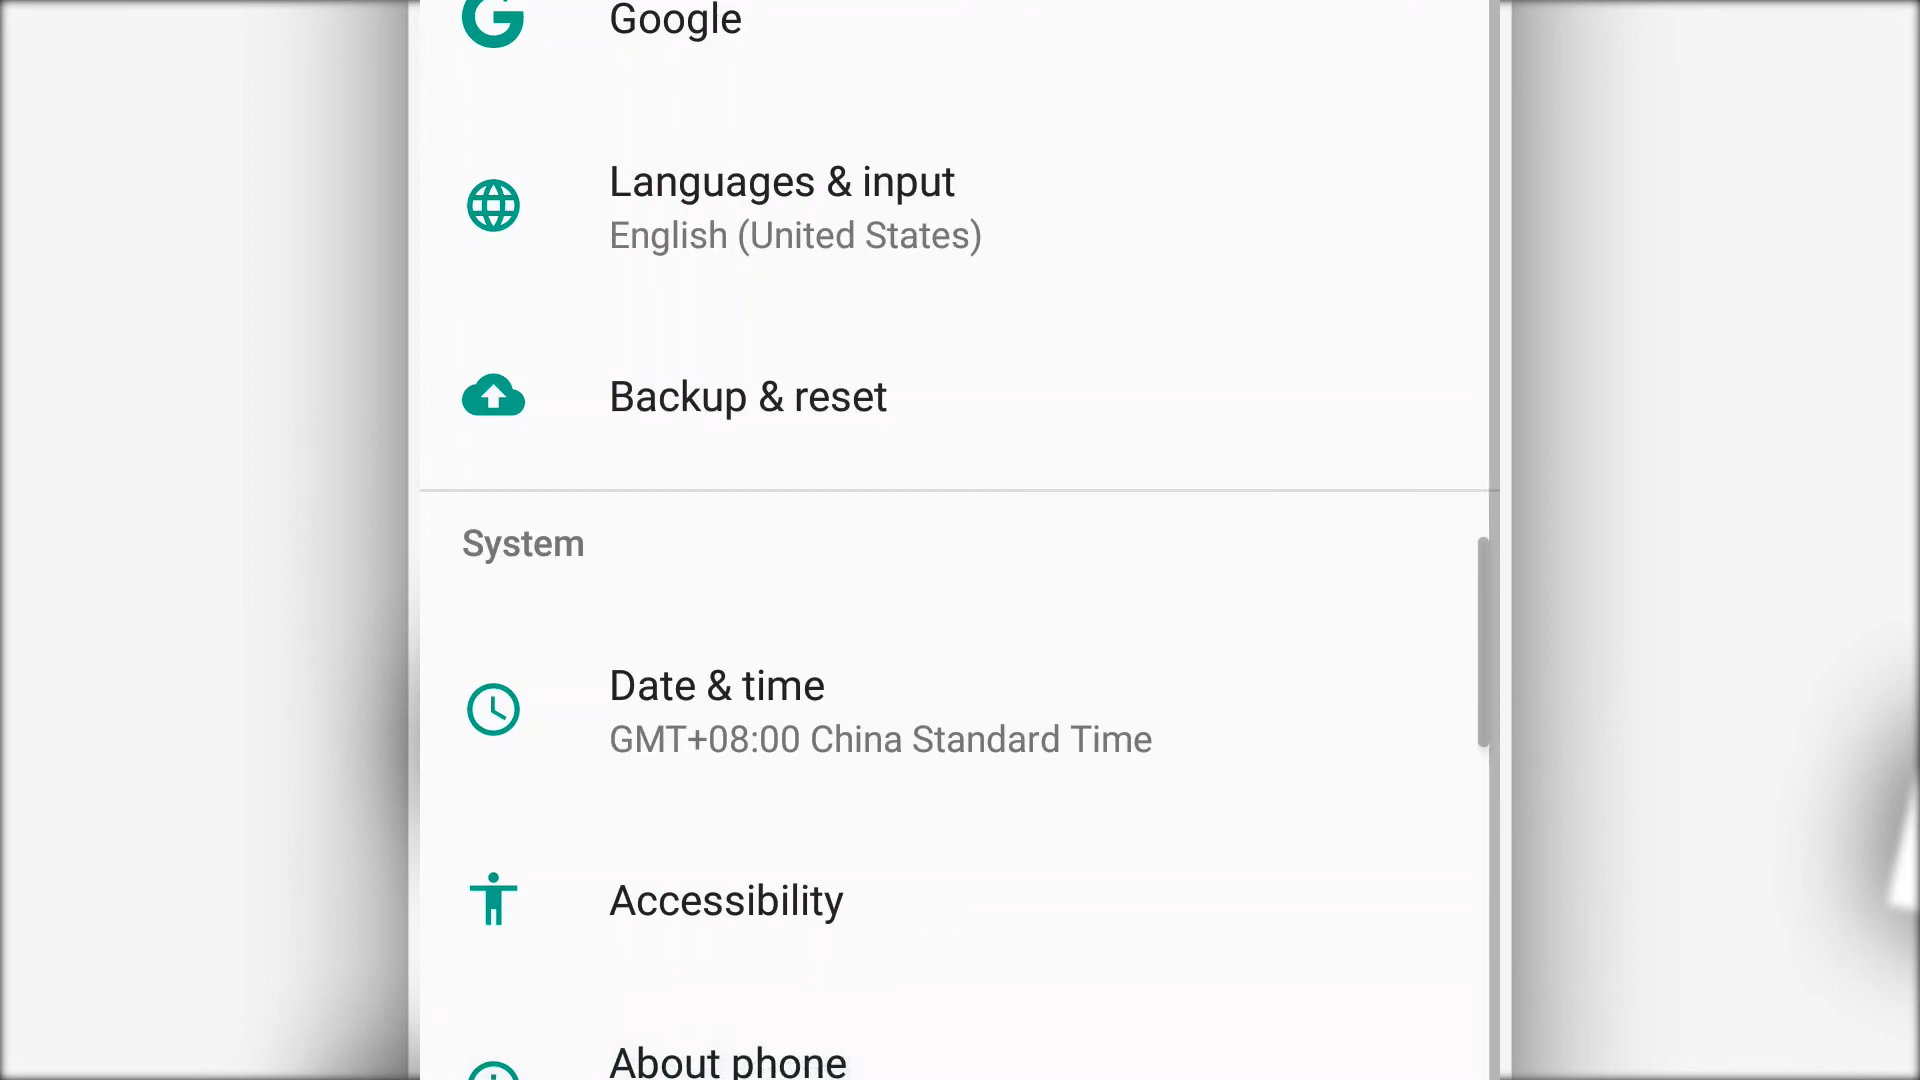 Google
Languages & input
English (United States)
Backup & reset
System
Date & time
GMT+08:00 China Standard Time
Accessibility
About phone